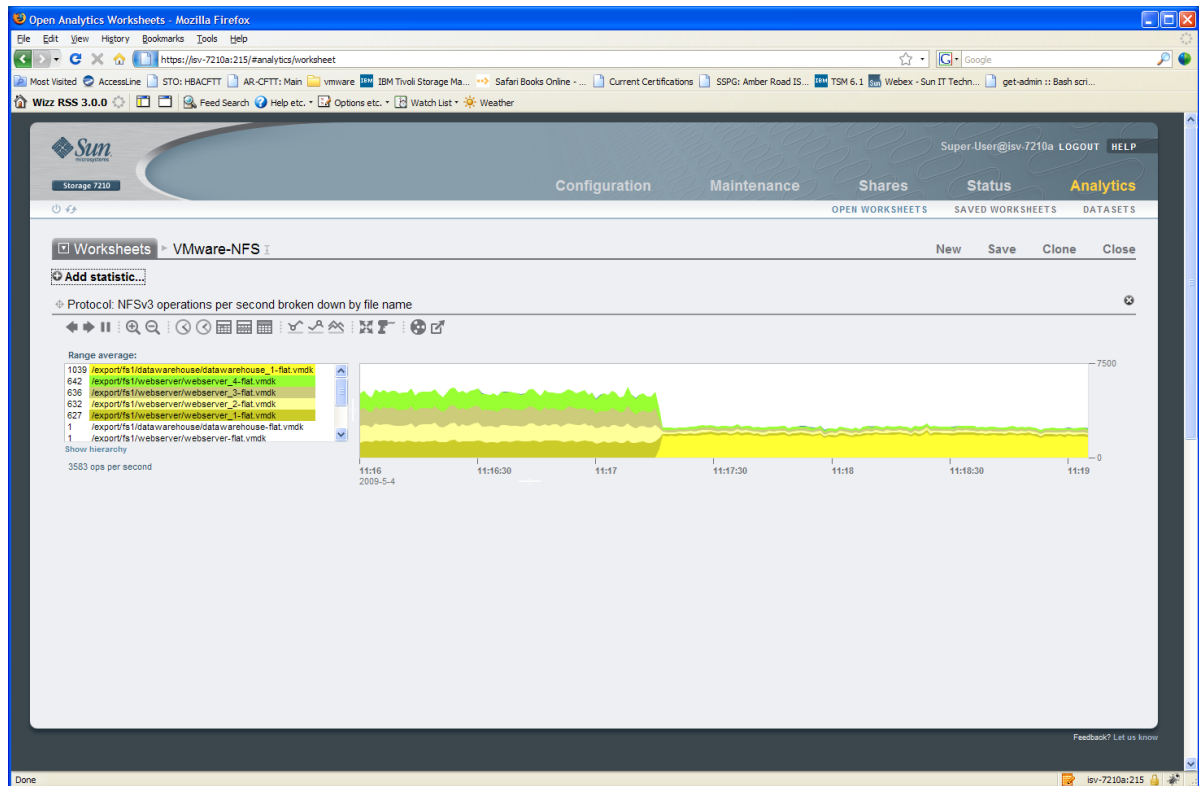 Open Analytics Worksheets - Mozilla Firefox
File Edit View History Bookmarks Tools Help
https://isv-7210a:215/#analytics/worksheet
Google
Most Visited AccessLine STO: HBACFTT AR-CFTT: Main vmware IBM Tivoli Storage Ma... Safari Books Online - ... Current Certifications SSPG: Amber Road IS... TSM 6.1 Webex - Sun IT Techn... get-admin :: Bash scri...
Wizz RSS 3.0.0 Feed Search Help etc. Options etc. Watch List Weather
Sun
microsystems
Super-User@isv-7210a LOGOUT HELP
Storage 7210
Configuration Maintenance Shares Status Analytics
OPEN WORKSHEETS SAVED WORKSHEETS DATASETS
Worksheets VMware-NFS
New Save Clone Close
Add statistic...
Protocol: NFSv3 operations per second broken down by file name
Range average:
1039 /export/fs1/datawarehouse/datawarehouse_1-flat.vmdk
642 /export/fs1/webserver/webserver_4-flat.vmdk
636 /export/fs1/webserver/webserver_3-flat.vmdk
632 /export/fs1/webserver/webserver_2-flat.vmdk
627 /export/fs1/webserver/webserver_1-flat.vmdk
1 /export/fs1/datawarehouse/datawarehouse-flat.vmdk
1 /export/fs1/webserver/webserver-flat.vmdk
Show hierarchy
3583 ops per second
7500
0
11:16 11:16:30 11:17 11:17:30 11:18 11:18:30 11:19
2009-5-4
Feedback? Let us know
Done
isv-7210a:215